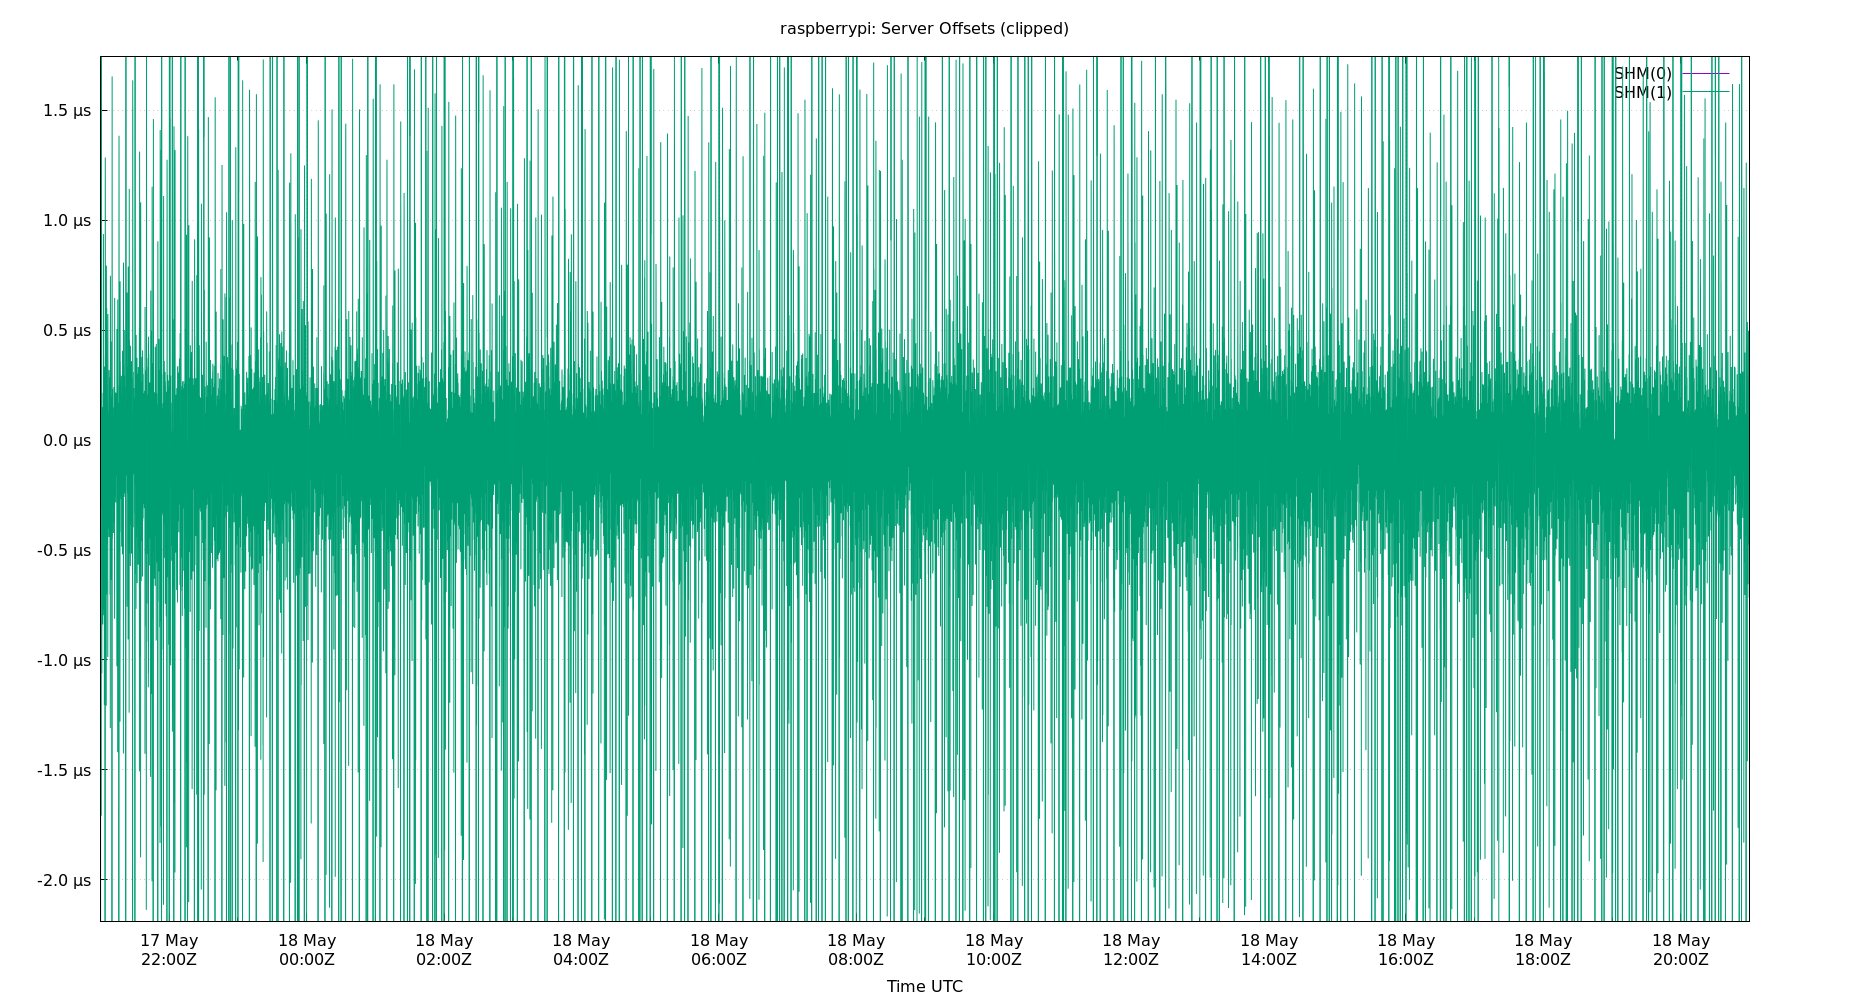 raspberrypi: Server Offsets (clipped)
SHM(0)
SHM(1)
1.5 µs
1.0 µs
0.5 µs
0.0 µs
-0.5 µs
-1.0 µs
-1.5 µs
-2.0 µs
17 May 18 May 18 May 18 May 18 May 18 May 18 May 18 May 18 May 18 May 18 May 18 May
22:00Z 00:00Z 02:00Z 04:00Z 06:00Z 08:00Z 10:00Z 12:00Z 14:00Z 16:00Z 18:00Z 20:00Z
Time UTC